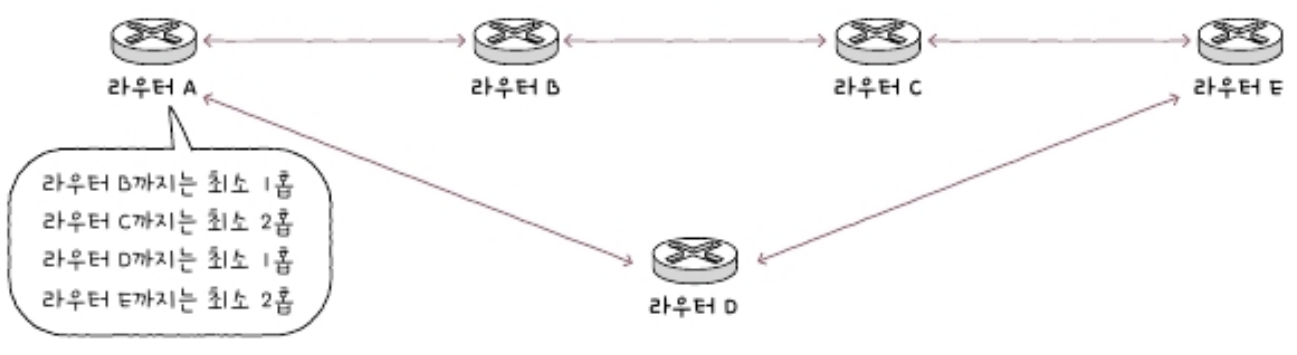 라우터 A
라우터 B
라우터 C
라우터 E
라우터 B까지는 최소 1홉
라우터 C까지는 최소 2홉
라우터 D까지는 최소 1홉
라우터 E까지는 최소 2홉
라우터 D